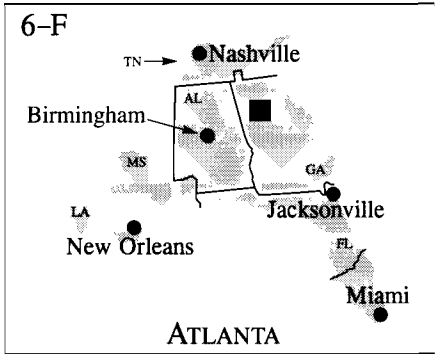 6-F
TN
Nashville
AL
Birmingham
MS
GA
Jacksonville
LA
New Orleans
FL
Miami
ATLANTA